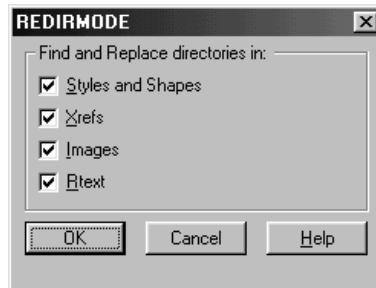 REDIRMODE
Find and Replace directories in:
Styles and Shapes
Xrefs
Images
Rtext
OK Cancel Help